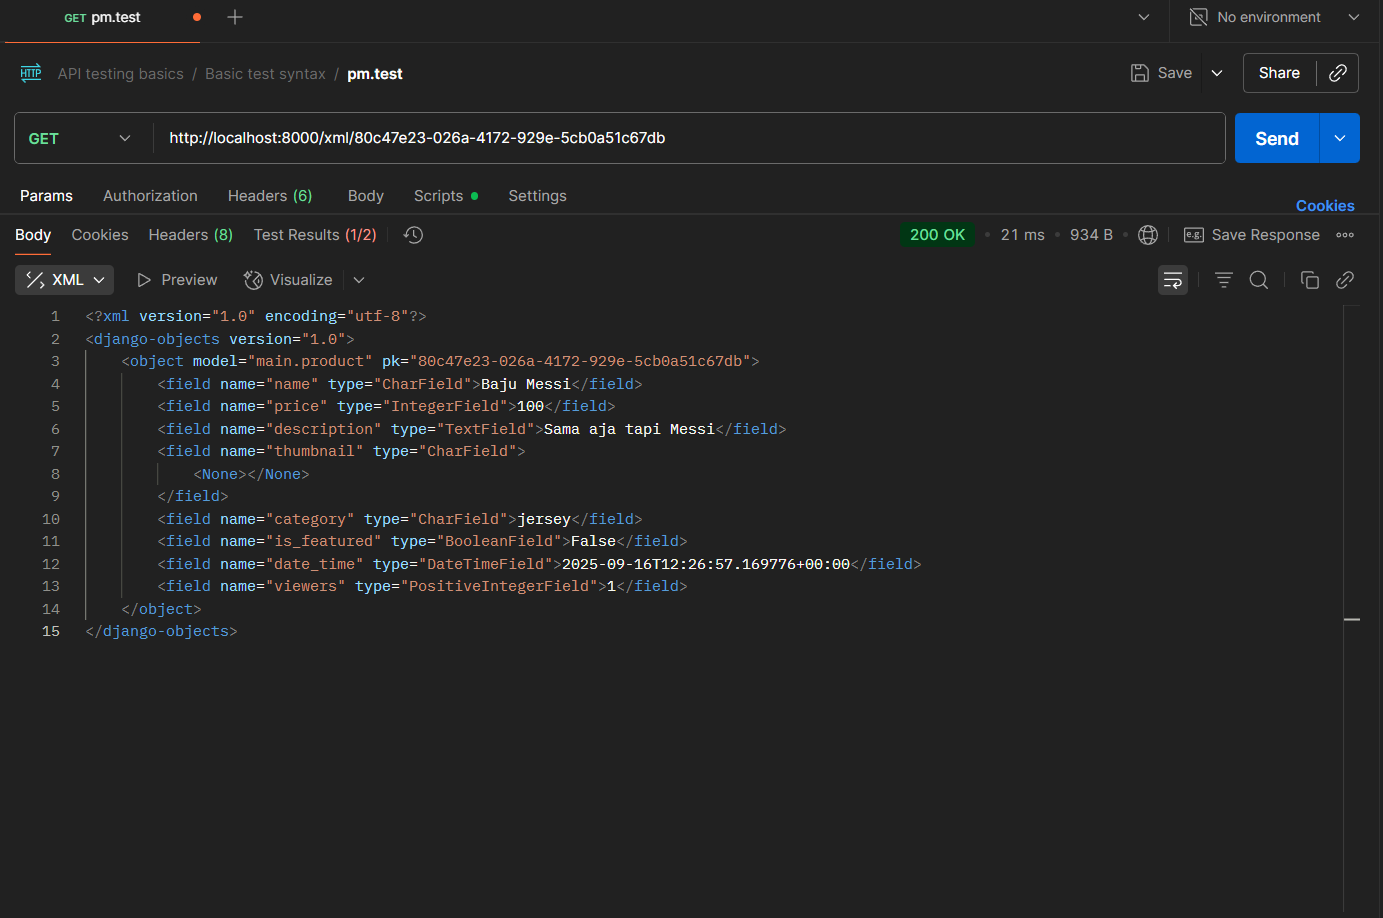 GET pm.test
No environment
HTTP API testing basics / Basic test syntax / pm.test
Save
Share
GET
http://localhost:8000/xml/80c47e23-026a-4172-929e-5cb0a51c67db
Send
Params Authorization Headers (6) Body Scripts Settings
Cookies
Body Cookies Headers (8) Test Results (1/2)
200 OK 21 ms 934 B e.g. Save Response
XML Preview Visualize
1 <?xml version="1.0" encoding="utf-8"?>
2 <django-objects version="1.0">
3 <object model="main.product" pk="80c47e23-026a-4172-929e-5cb0a51c67db">
4 <field name="name" type="CharField">Baju Messi</field>
5 <field name="price" type="IntegerField">100</field>
6 <field name="description" type="TextField">Sama aja tapi Messi</field>
7 <field name="thumbnail" type="CharField">
8 <None></None>
9 </field>
10 <field name="category" type="CharField">jersey</field>
11 <field name="is_featured" type="BooleanField">False</field>
12 <field name="date_time" type="DateTimeField">2025-09-16T12:26:57.169776+00:00</field>
13 <field name="viewers" type="PositiveIntegerField">1</field>
14 </object>
15 </django-objects>